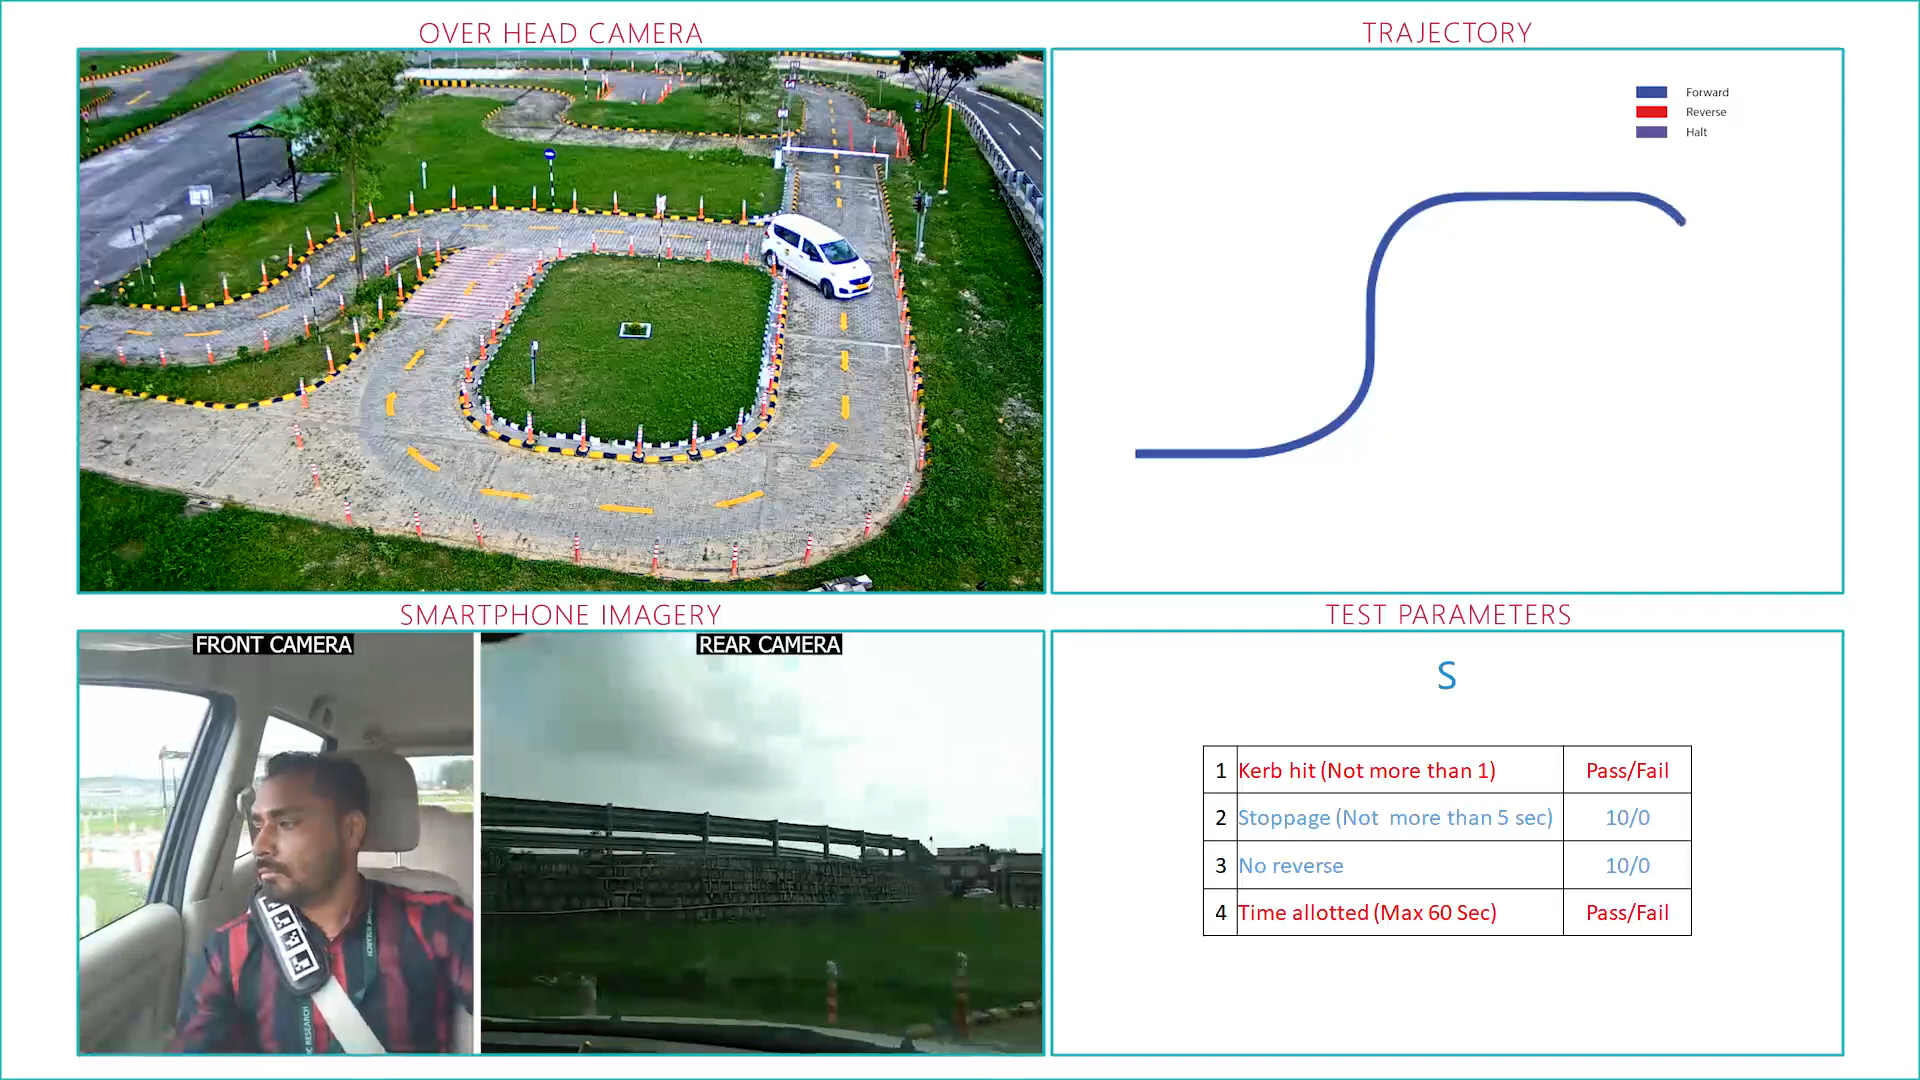 OVER HEAD CAMERA
TRAJECTORY
Forward
Reverse
Halt
SMARTPHONE IMAGERY
TEST PARAMETERS
FRONT CAMERA
REAR CAMERA
S
1 Kerb hit (Not more than 1) Pass/Fail
2 Stoppage (Not more than 5 sec) 10/0
3 No reverse 10/0
4 Time allotted (Max 60 Sec) Pass/Fail
RESEARCH